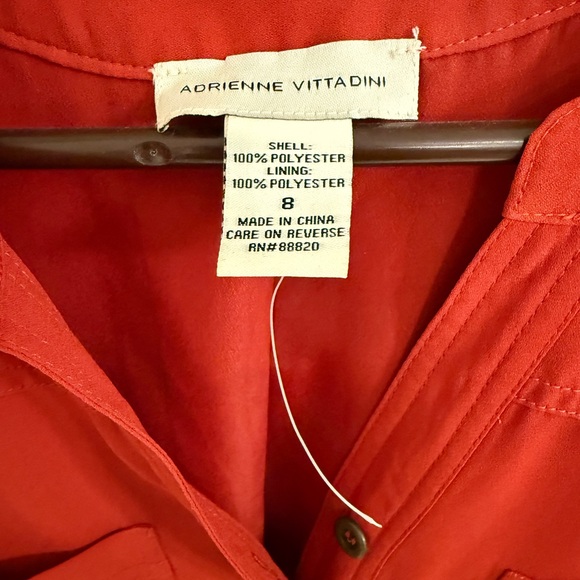 ADRIENNE VITTADINI
SHELL:
100% POLYESTER
LINING:
100% POLYESTER
8
MADE IN CHINA
CARE ON REVERSE
RN#88820